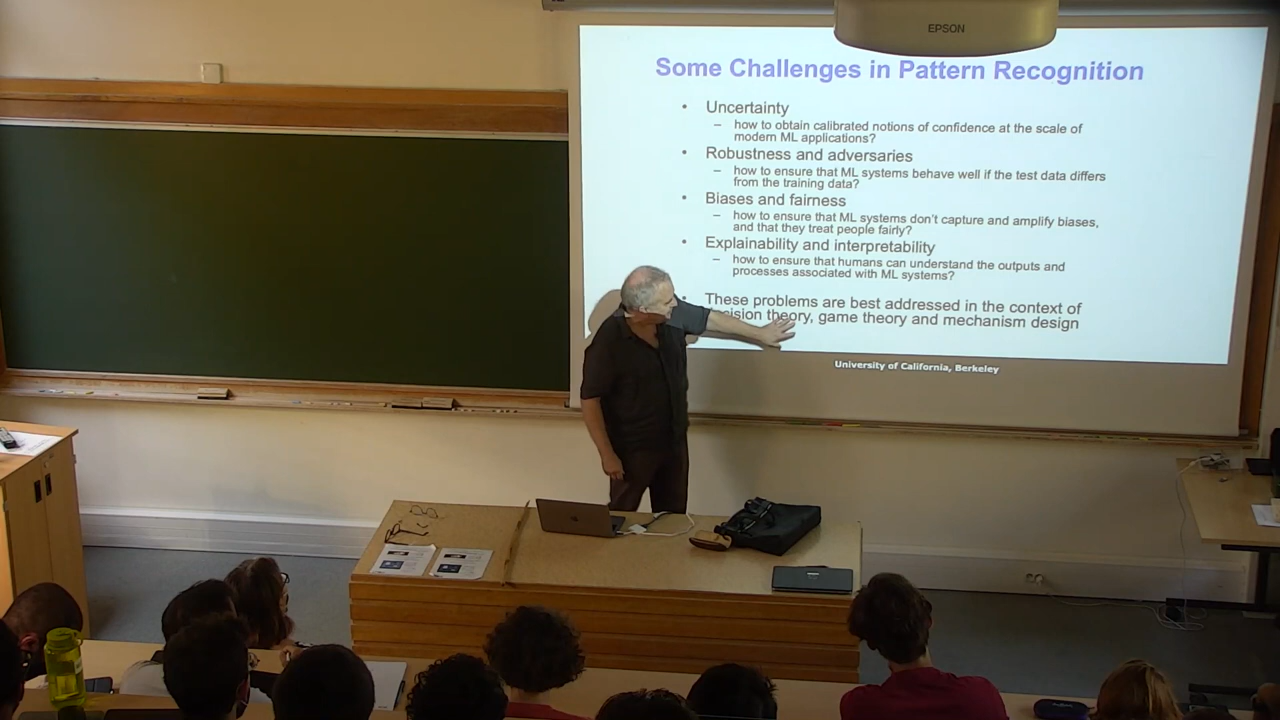 EPSON
Some Challenges in Pattern Recognition
• Uncertainty
– how to obtain calibrated notions of confidence at the scale of
modern ML applications?
• Robustness and adversaries
– how to ensure that ML systems behave well if the test data differs
from the training data?
• Biases and fairness
– how to ensure that ML systems don't capture and amplify biases,
and that they treat people fairly?
• Explainability and interpretability
– how to ensure that humans can understand the outputs and
processes associated with ML systems?
• These problems are best addressed in the context of
theory, game theory and mechanism design
University of California, Berkeley